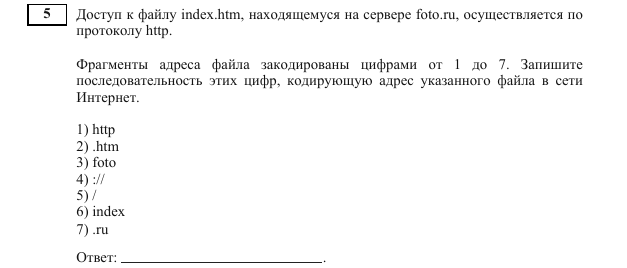 5
Доступ к файлу index.htm, находящемуся на сервере foto.ru, осуществляется по
протоколу http.
Фрагменты адреса файла закодированы цифрами от 1 до 7. Запишите
последовательность этих цифр, кодирующую адрес указанного файла в сети
Интернет.
1) http
2) .htm
3) foto
4) ://
5) /
6) index
7) .ru
Ответ: ____________________________.